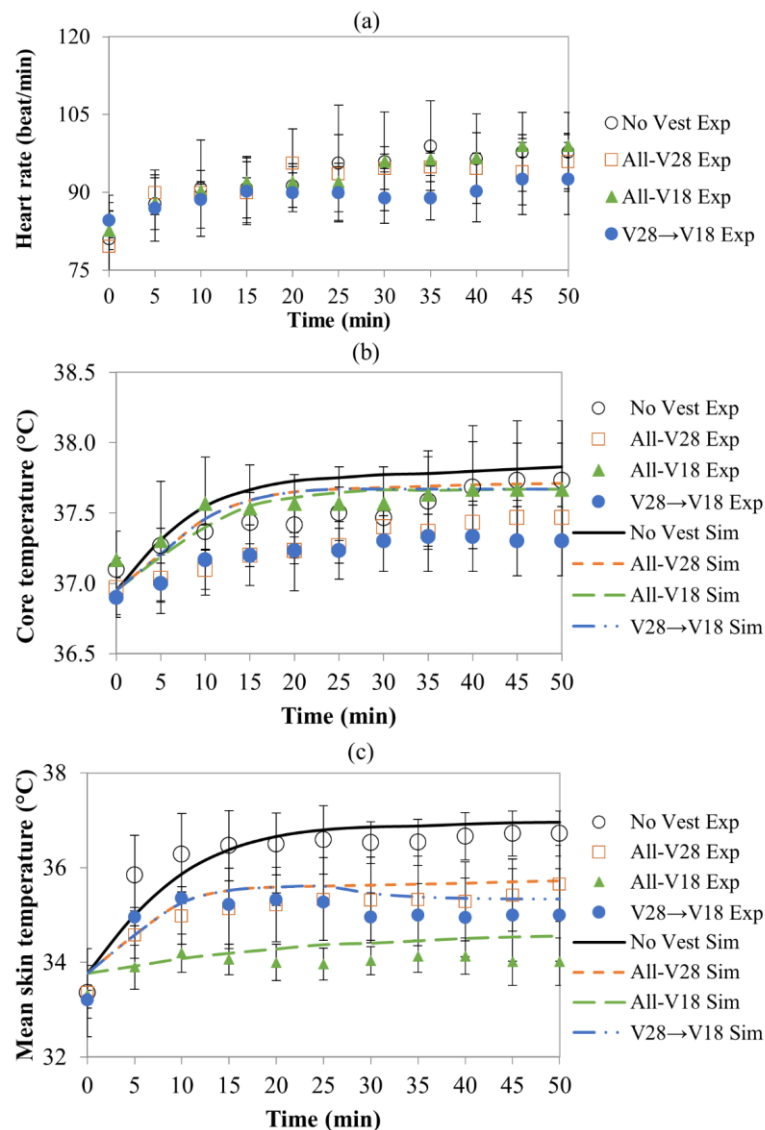 (a)
Heart rate (beat/min)
120
105
90
75
0 5 10 15 20 25 30 35 40 45 50
Time (min)
No Vest Exp
All-V28 Exp
All-V18 Exp
V28→V18 Exp
(b)
Core temperature (°C)
38.5
38.0
37.5
37.0
36.5
0 5 10 15 20 25 30 35 40 45 50
Time (min)
No Vest Exp
All-V28 Exp
All-V18 Exp
V28→V18 Exp
No Vest Sim
All-V28 Sim
All-V18 Sim
V28→V18 Sim
(c)
Mean skin temperature (°C)
38
36
34
32
0 5 10 15 20 25 30 35 40 45 50
Time (min)
No Vest Exp
All-V28 Exp
All-V18 Exp
V28→V18 Exp
No Vest Sim
All-V28 Sim
All-V18 Sim
V28→V18 Sim